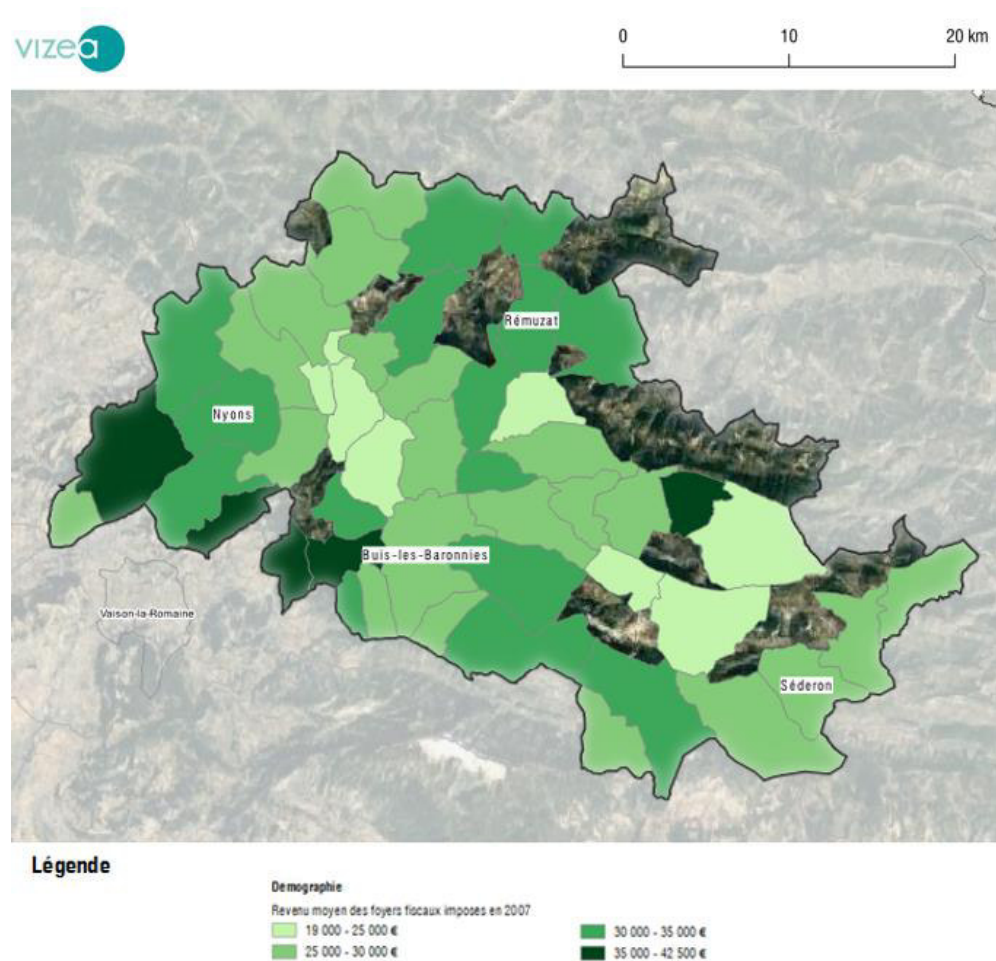 vizea
0 10 20 km
Rémuzat
Nyons
Buis-les-Baronnies
Vaison-la-Romaine
Séderon
Légende
Demographie
Revenu moyen des foyers fiscaux imposes en 2007
19 000 - 25 000 €
25 000 - 30 000 €
30 000 - 35 000 €
35 000 - 42 500 €